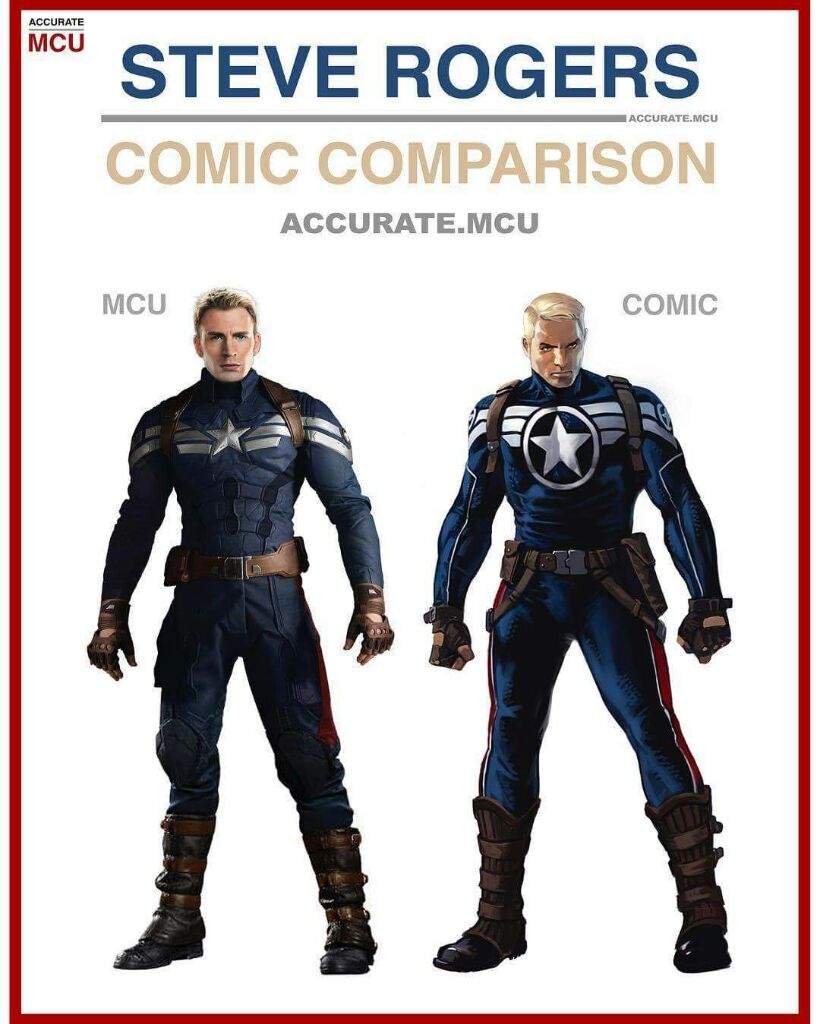 ACCURATE
MCU
STEVE ROGERS
ACCURATE.MCU
COMIC COMPARISON
ACCURATE.MCU
MCU
COMIC